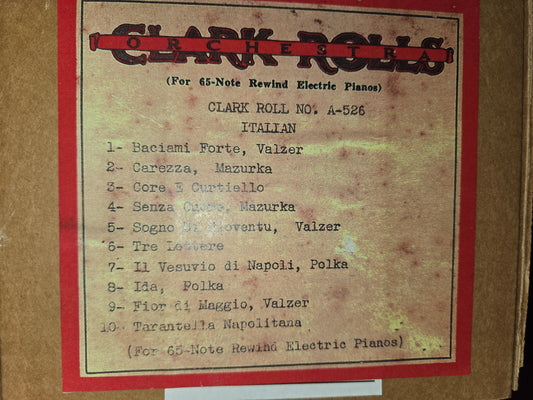 CLARK ROLLS
ORCHESTRA
(For 65-Note Rewind Electric Pianos)
CLARK ROLL NO. A-526
ITALIAN
1- Baciami Forte, Valzer
2- Carezza, Mazurka
3- Core E Curtiello
4- Senza Cuore, Mazurka
5- Sogno Di Gioventu, Valzer
6- Tre Lettere
7- Il Vesuvio di Napoli, Polka
8- Ida, Polka
9- Fior di Maggio, Valzer
10- Tarantella Napolitana
(For 65-Note Rewind Electric Pianos)